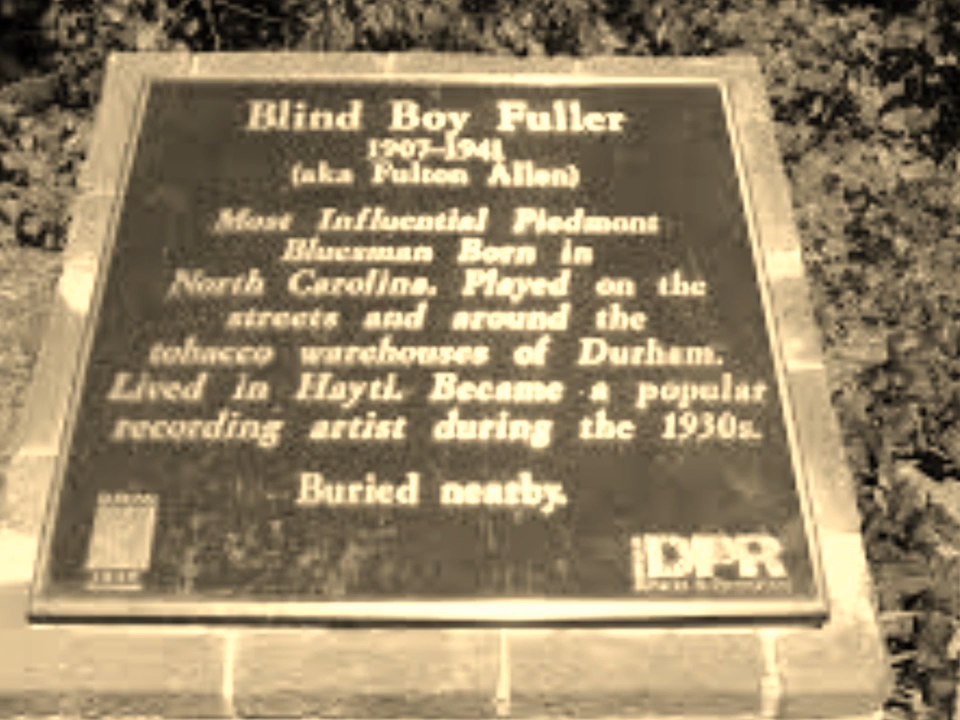 Blind Boy Fuller
1907-1941
(aka Fulton Allen)
Most Influential Piedmont
Bluesman Born in
North Carolina. Played on the
streets and around the
tobacco warehouses of Durham.
Lived in Hayti. Became a popular
recording artist during the 1930s.
Buried nearby.
DPR